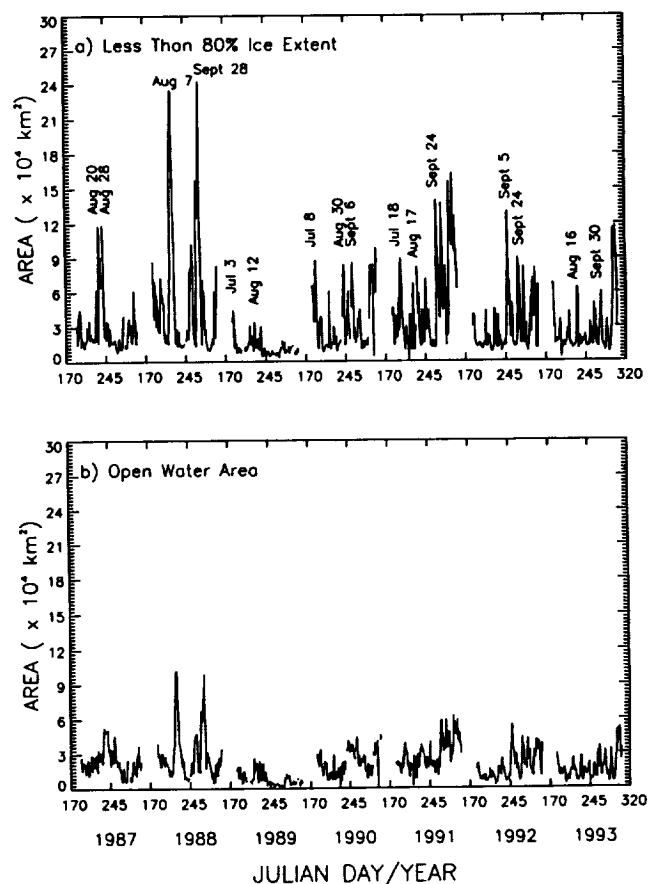 a) Less Than 80% Ice Extent
AREA ( x 10⁴ km²)
30
27
24
21
18
15
12
9
6
3
0
Aug 20
Aug 28
Aug 7
Sept 28
Jul 3
Aug 12
Jul 8
Aug 30
Sept 6
Jul 18
Aug 17
Sept 24
Sept 5
Sept 24
Aug 16
Sept 30
170 245 170 245 170 245 170 245 170 245 170 245 170 245 320
b) Open Water Area
AREA ( x 10⁴ km²)
30
27
24
21
18
15
12
9
6
3
0
170 245 170 245 170 245 170 245 170 245 170 245 170 245 320
1987 1988 1989 1990 1991 1992 1993
JULIAN DAY/YEAR